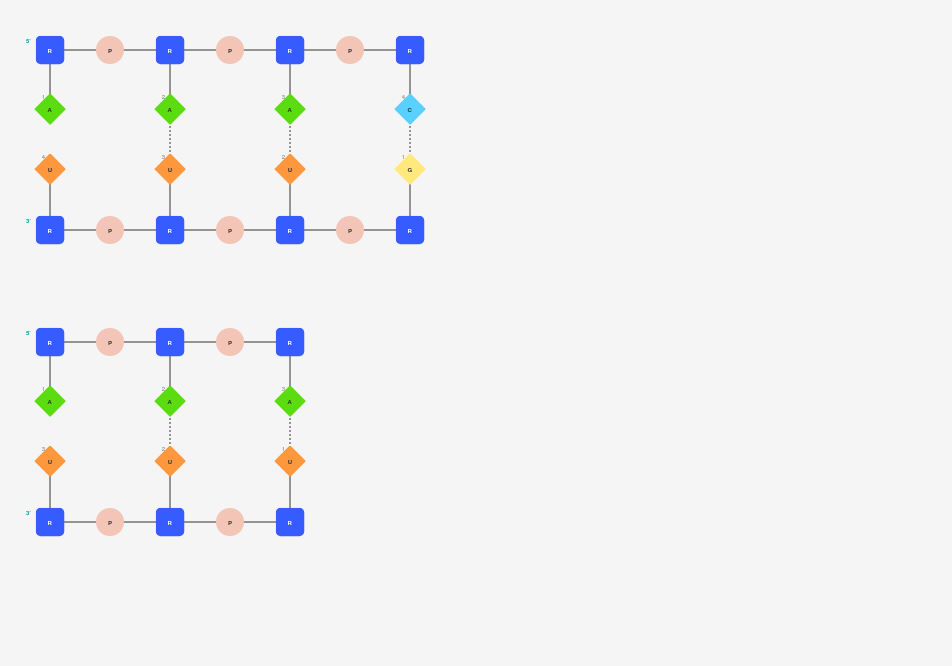 5'
R P R P R P R
1 2 3 4
A A A C
4 3 2 1
U U U G
3'
R P R P R P R
5'
R P R P R
1 2 3
A A A
3 2 1
U U U
3'
R P R P R